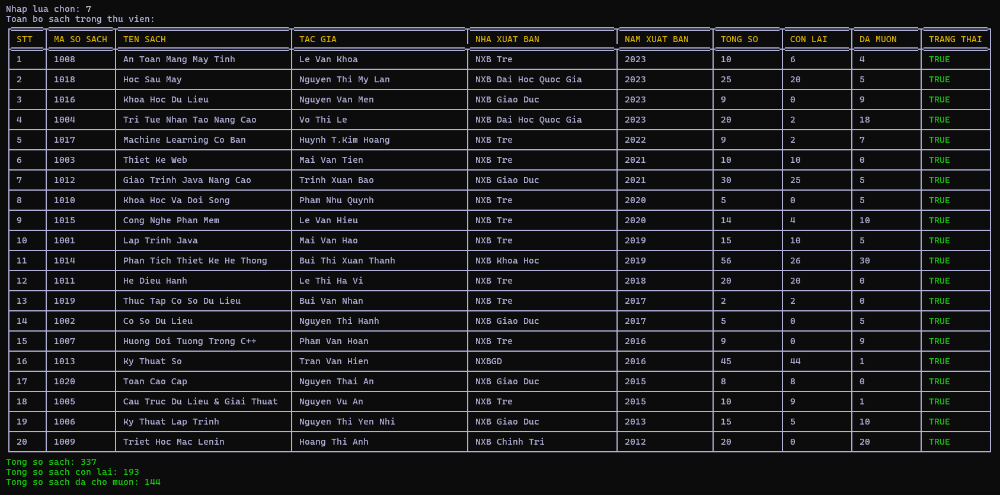 Nhap lua chon: 7
Toan bo sach trong thu vien:
STT MA SO SACH TEN SACH TAC GIA NHA XUAT BAN NAM XUAT BAN TONG SO CON LAI DA MUON TRANG THAI
1 1008 An Toan Mang May Tinh Le Van Khoa NXB Tre 2023 10 6 4 TRUE
2 1018 Hoc Sau May Nguyen Thi My Lan NXB Dai Hoc Quoc Gia 2023 25 20 5 TRUE
3 1016 Khoa Hoc Du Lieu Nguyen Van Men NXB Giao Duc 2023 9 0 9 TRUE
4 1004 Tri Tue Nhan Tao Nang Cao Vo Thi Le NXB Dai Hoc Quoc Gia 2023 20 2 18 TRUE
5 1017 Machine Learning Co Ban Huynh T.Kim Hoang NXB Tre 2022 9 2 7 TRUE
6 1003 Thiet Ke Web Mai Van Tien NXB Tre 2021 10 10 0 TRUE
7 1012 Giao Trinh Java Nang Cao Trinh Xuan Bao NXB Giao Duc 2021 30 25 5 TRUE
8 1010 Khoa Hoc Va Doi Song Pham Nhu Quynh NXB Tre 2020 5 0 5 TRUE
9 1015 Cong Nghe Phan Mem Le Van Hieu NXB Tre 2020 14 4 10 TRUE
10 1001 Lap Trinh Java Mai Van Hao NXB Tre 2019 15 10 5 TRUE
11 1014 Phan Tich Thiet Ke He Thong Bui Thi Xuan Thanh NXB Khoa Hoc 2019 56 26 30 TRUE
12 1011 He Dieu Hanh Le Thi Ha Vi NXB Tre 2018 20 20 0 TRUE
13 1019 Thuc Tap Co So Du Lieu Bui Van Nhan NXB Tre 2017 2 2 0 TRUE
14 1002 Co So Du Lieu Nguyen Thi Hanh NXB Giao Duc 2017 5 0 5 TRUE
15 1007 Huong Doi Tuong Trong C++ Pham Van Hoan NXB Tre 2016 9 0 9 TRUE
16 1013 Ky Thuat So Tran Van Hien NXBGD 2016 45 44 1 TRUE
17 1020 Toan Cao Cap Nguyen Thai An NXB Giao Duc 2015 8 8 0 TRUE
18 1005 Cau Truc Du Lieu & Giai Thuat Nguyen Vu An NXB Tre 2015 10 9 1 TRUE
19 1006 Ky Thuat Lap Trinh Nguyen Thi Yen Nhi NXB Giao Duc 2013 15 5 10 TRUE
20 1009 Triet Hoc Mac Lenin Hoang Thi Anh NXB Chinh Tri 2012 20 0 20 TRUE
Tong so sach: 337
Tong so sach con lai: 193
Tong so sach da cho muon: 144